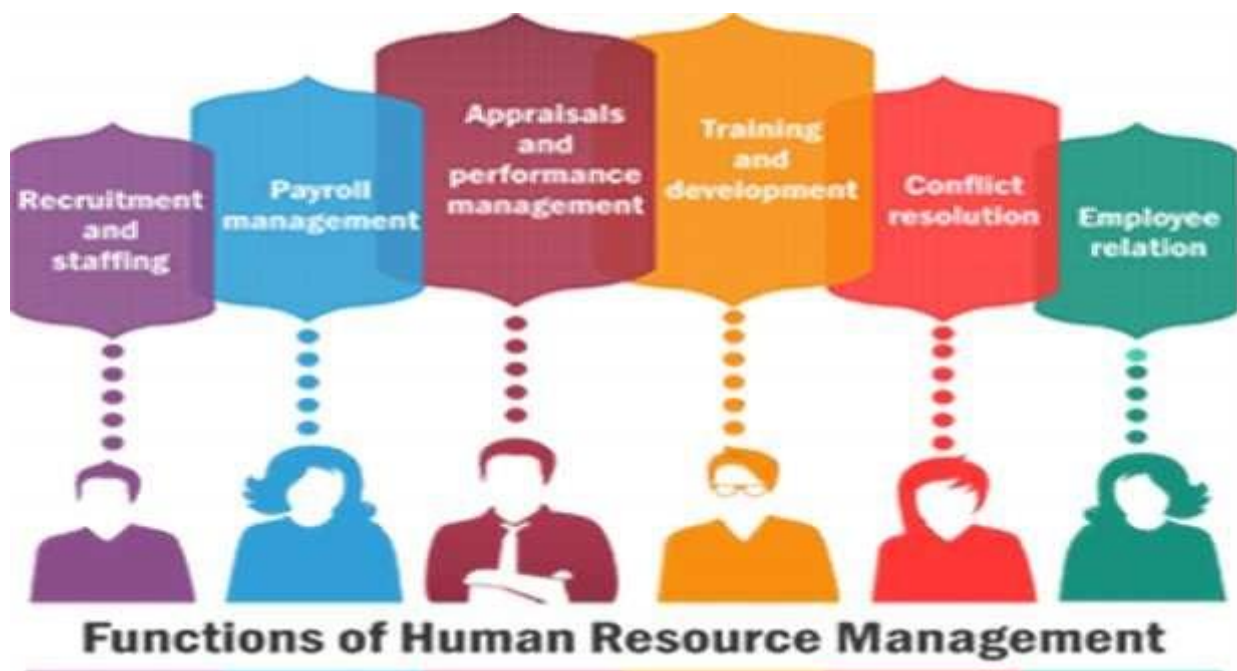 Recruitment
and
staffing
Payroll
management
Appraisals
and
performance
management
Training
and
development
Conflict
resolution
Employee
relation
Functions of Human Resource Management